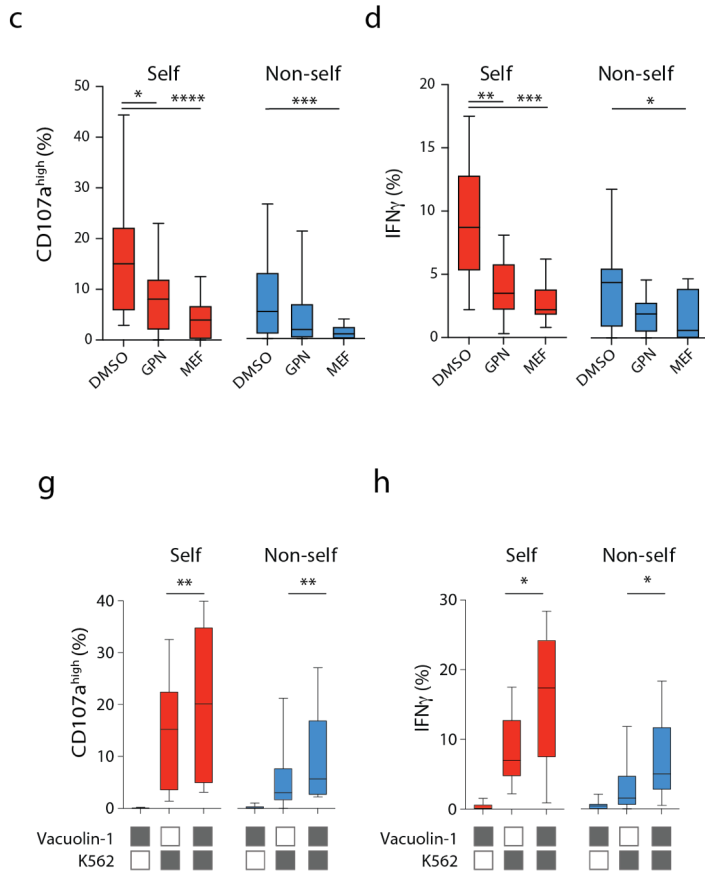 c
Self
Non-self
* ****
***
CD107a^high (%)
50
40
30
20
10
0
DMSO
GPN
MEF
DMSO
GPN
MEF
d
Self
Non-self
** ***
*
IFNγ (%)
20
15
10
5
0
DMSO
GPN
MEF
DMSO
GPN
MEF
g
Self
Non-self
**
**
CD107a^high (%)
40
30
20
10
0
Vacuolin-1
K562
h
Self
Non-self
*
*
IFNγ (%)
30
20
10
0
Vacuolin-1
K562